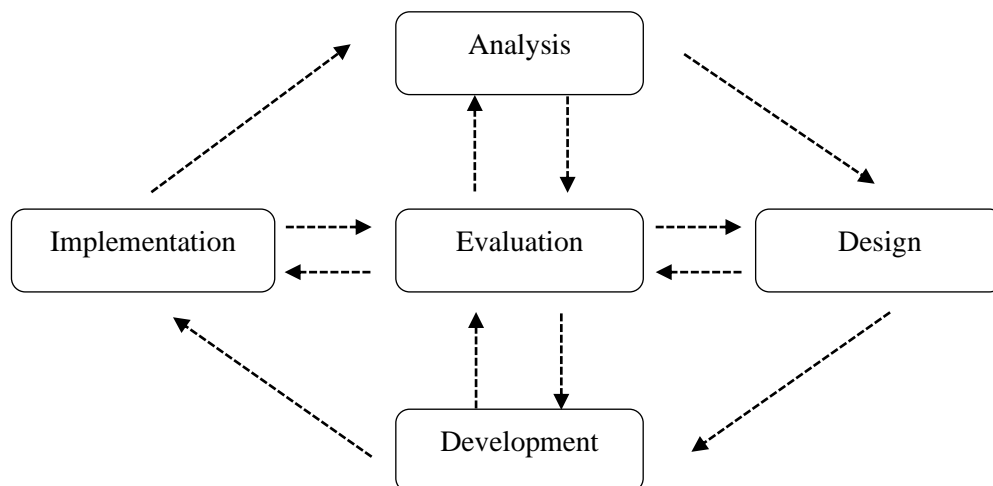 Analysis
Implementation
Evaluation
Design
Development